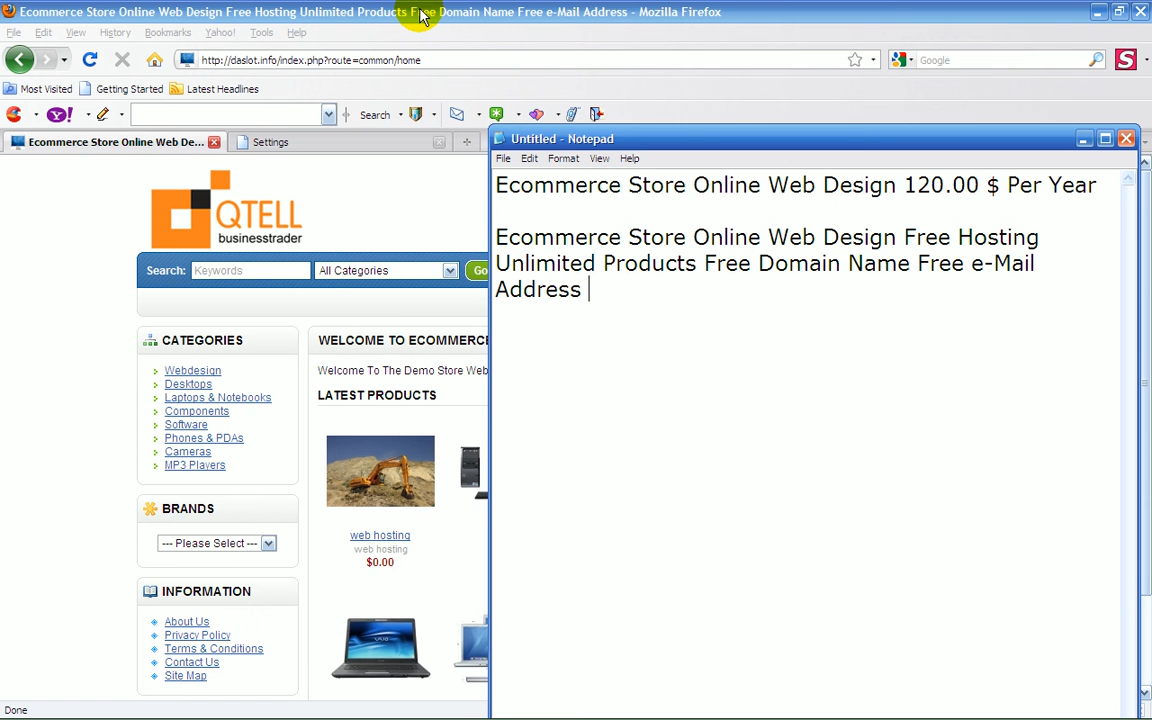 Ecommerce Store Online Web Design Free Hosting Unlimited Products Free Domain Name Free e-Mail Address - Mozilla Firefox
File Edit View History Bookmarks Yahoo! Tools Help
http://daslot.info/index.php?route=common/home
Google
S
Most Visited Getting Started Latest Headlines
Y! Search
Ecommerce Store Online Web De... Settings
Untitled - Notepad
File Edit Format View Help
Ecommerce Store Online Web Design 120.00 $ Per Year
Ecommerce Store Online Web Design Free Hosting
Unlimited Products Free Domain Name Free e-Mail
Address
QTELL
businesstrader
Search: Keywords All Categories Go
CATEGORIES
Webdesign
Desktops
Laptops & Notebooks
Components
Software
Phones & PDAs
Cameras
MP3 Players
BRANDS
--- Please Select ---
INFORMATION
About Us
Privacy Policy
Terms & Conditions
Contact Us
Site Map
WELCOME TO ECOMMERCE
Welcome To The Demo Store Web
LATEST PRODUCTS
web hosting
web hosting
$0.00
VAIO
Done